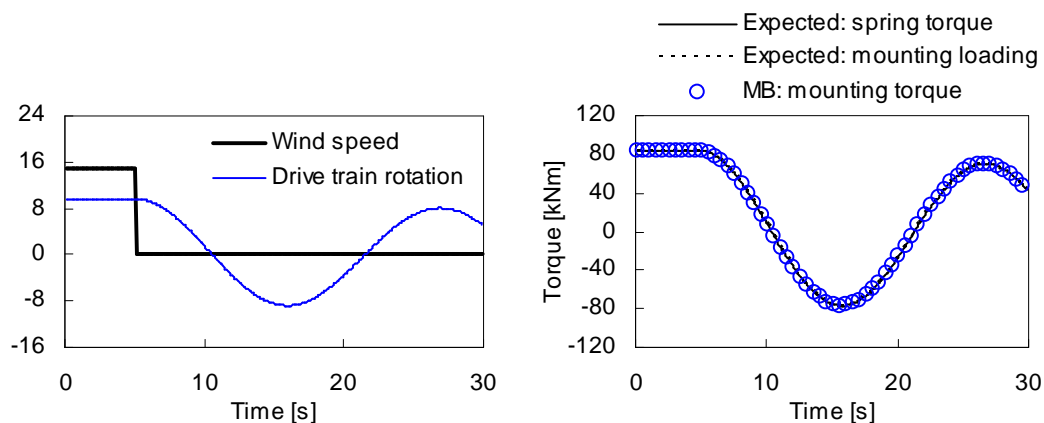 24
16
8
0
-8
-16
Wind speed
Drive train rotation
0
10
20
30
Time [s]
Expected: spring torque
Expected: mounting loading
MB: mounting torque
Torque [kNm]
120
80
40
0
-40
-80
-120
0
10
20
30
Time [s]